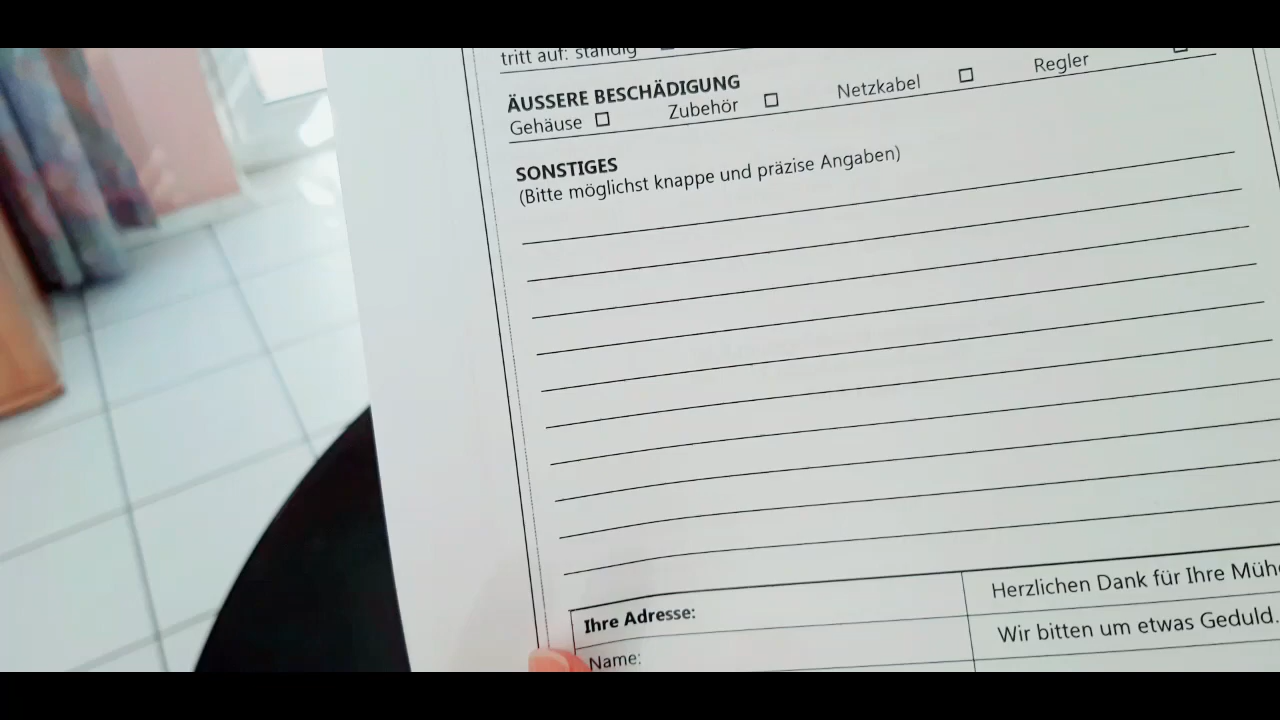 tritt auf: ständig
ÄUSSERE BESCHÄDIGUNG
Gehäuse Zubehör Netzkabel Regler
SONSTIGES
(Bitte möglichst knappe und präzise Angaben)
Ihre Adresse:
Herzlichen Dank für Ihre Mühe
Name:
Wir bitten um etwas Geduld.